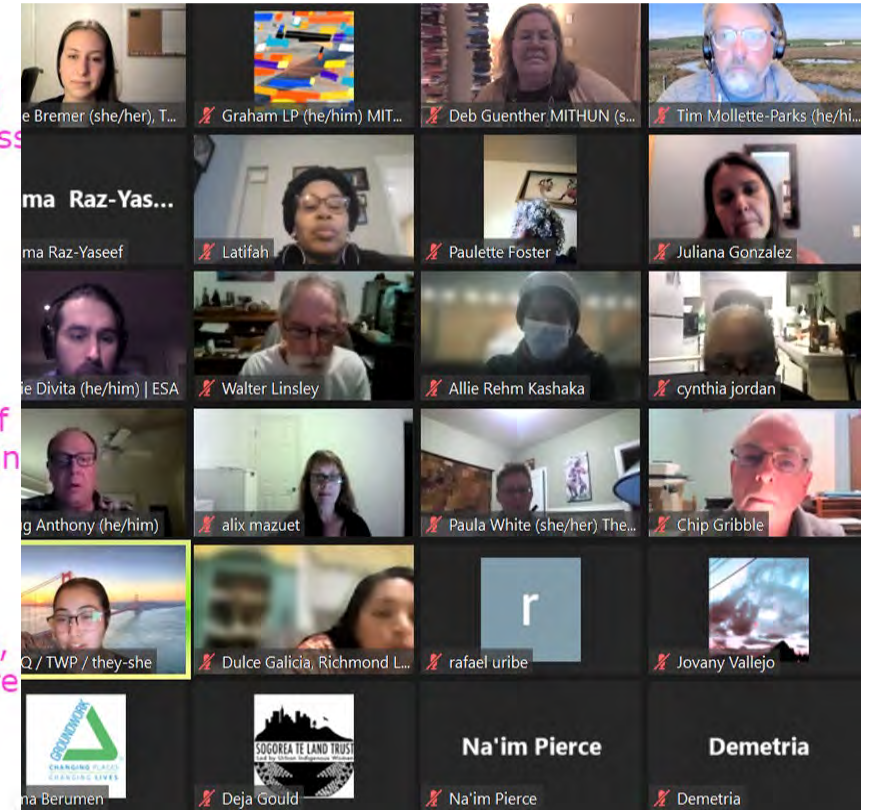 ss
e Bremer (she/her), T...
Graham LP (he/him) MIT...
Deb Guenther MITHUN (s...
Tim Mollette-Parks (he/hi...
ma Raz-Yas...
ma Raz-Yaseef
Latifah
Paulette Foster
Juliana Gonzalez
ie Divita (he/him) | ESA
Walter Linsley
Allie Rehm Kashaka
cynthia jordan
f
n
g Anthony (he/him)
alix mazuet
Paula White (she/her) The...
Chip Gribble
Q / TWP / they-she
Dulce Galicia, Richmond L...
r
rafael uribe
Jovany Vallejo
,
e
GROUNDWORK
CHANGING PLACES
CHANGING LIVES
na Berumen
SOGOREA TE LAND TRUST
Led by Urban Indigenous Women
Deja Gould
Na'im Pierce
Na'im Pierce
Demetria
Demetria